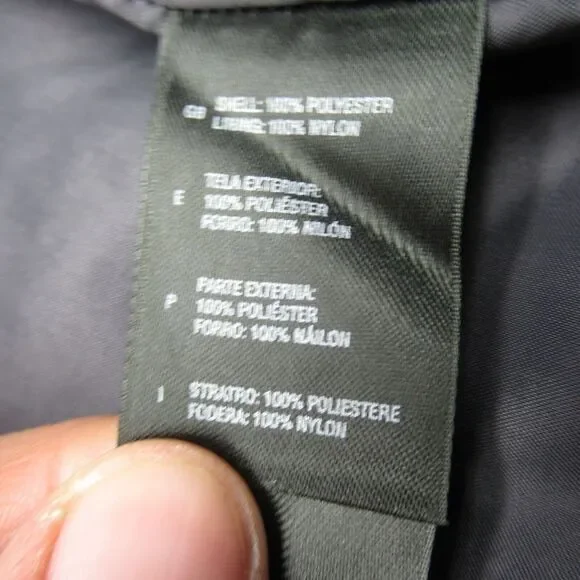 GB SHELL: 100% POLYESTER
LINING: 100% NYLON
E TELA EXTERIOR:
100% POLIÉSTER
FORRO: 100% NILÓN
P PARTE EXTERNA:
100% POLIÉSTER
FORRO: 100% NÁILON
I STRATRO: 100% POLIESTERE
FODERA: 100% NYLON